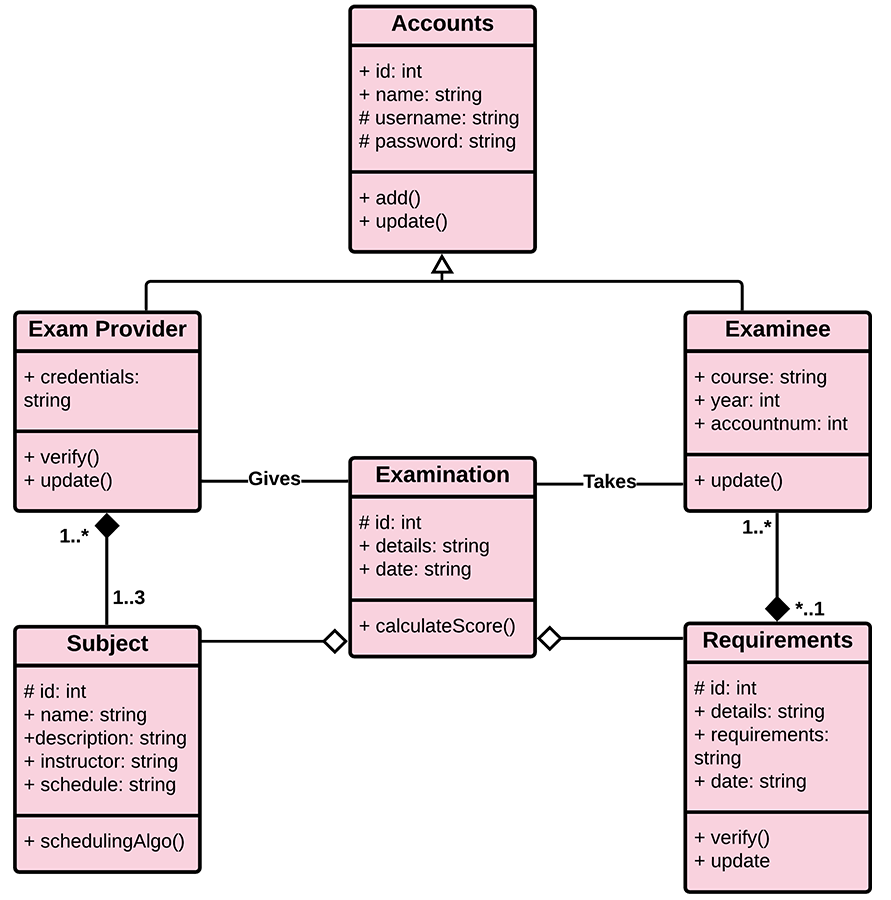 Accounts
+ id: int
+ name: string
# username: string
# password: string
+ add()
+ update()
Exam Provider
+ credentials:
string
+ verify()
+ update()
Examinee
+ course: string
+ year: int
+ accountnum: int
+ update()
Gives
Takes
Examination
# id: int
+ details: string
+ date: string
+ calculateScore()
1..*
1..3
1..*
*..1
Subject
# id: int
+ name: string
+description: string
+ instructor: string
+ schedule: string
+ schedulingAlgo()
Requirements
# id: int
+ details: string
+ requirements:
string
+ date: string
+ verify()
+ update